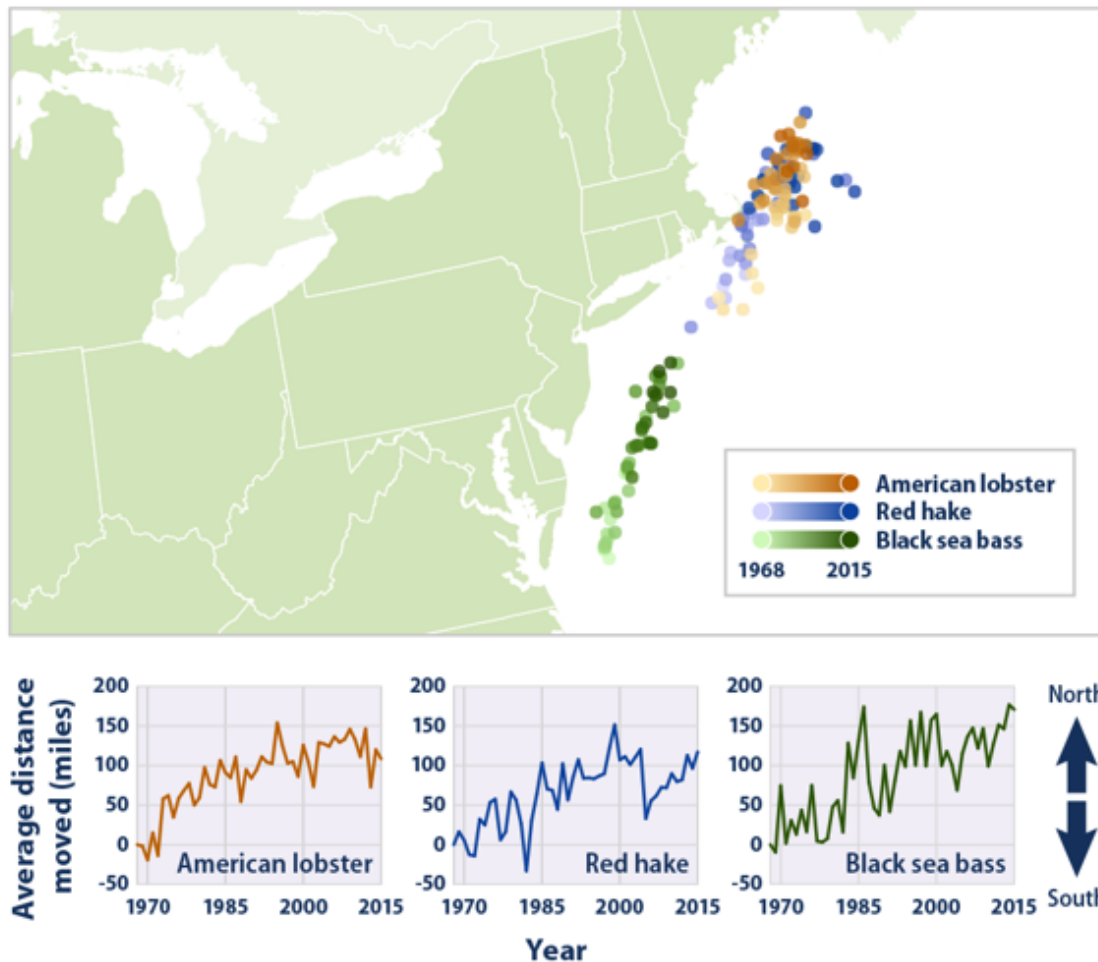 American lobster
Red hake
Black sea bass
1968 2015
Average distance
moved (miles)
200
150
100
50
0
-50
American lobster
1970 1985 2000 2015
200
150
100
50
0
-50
Red hake
1970 1985 2000 2015
200
150
100
50
0
-50
Black sea bass
1970 1985 2000 2015
North
South
Year